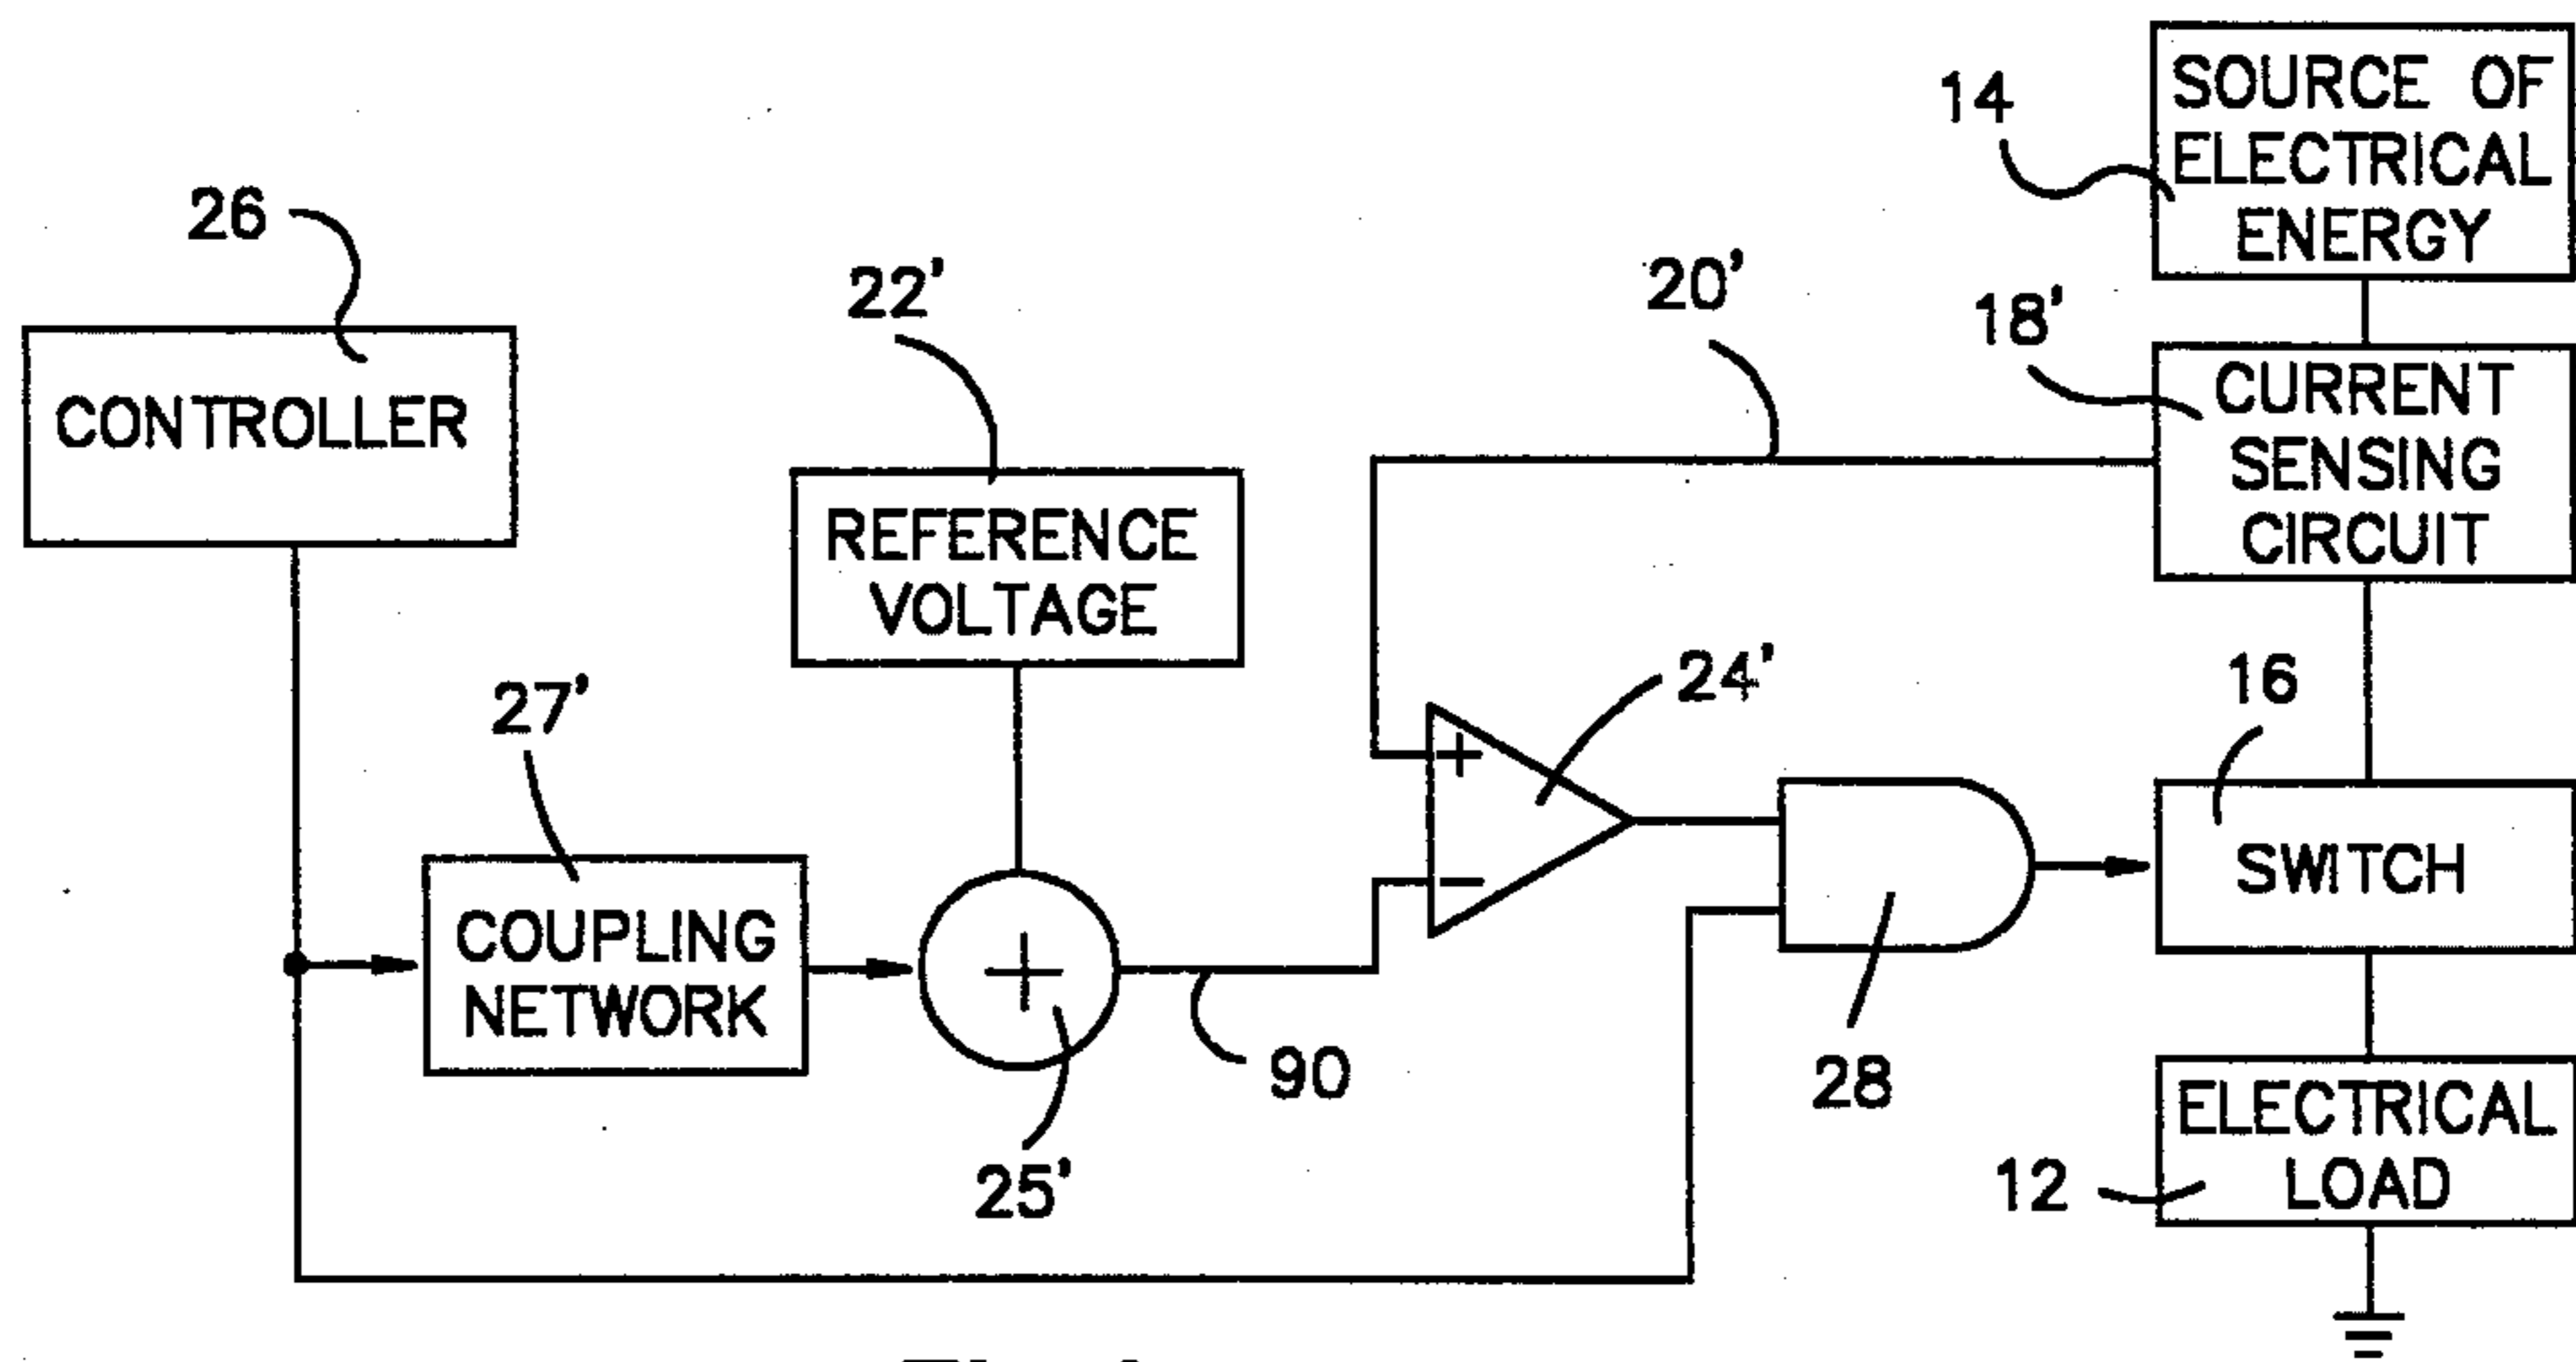 14
SOURCE OF
ELECTRICAL
ENERGY
26
22'
20'
18'
CONTROLLER
CURRENT
SENSING
CIRCUIT
REFERENCE
VOLTAGE
27'
24'
16
+
−
COUPLING
NETWORK
+
SWITCH
90
28
25'
12
ELECTRICAL
LOAD